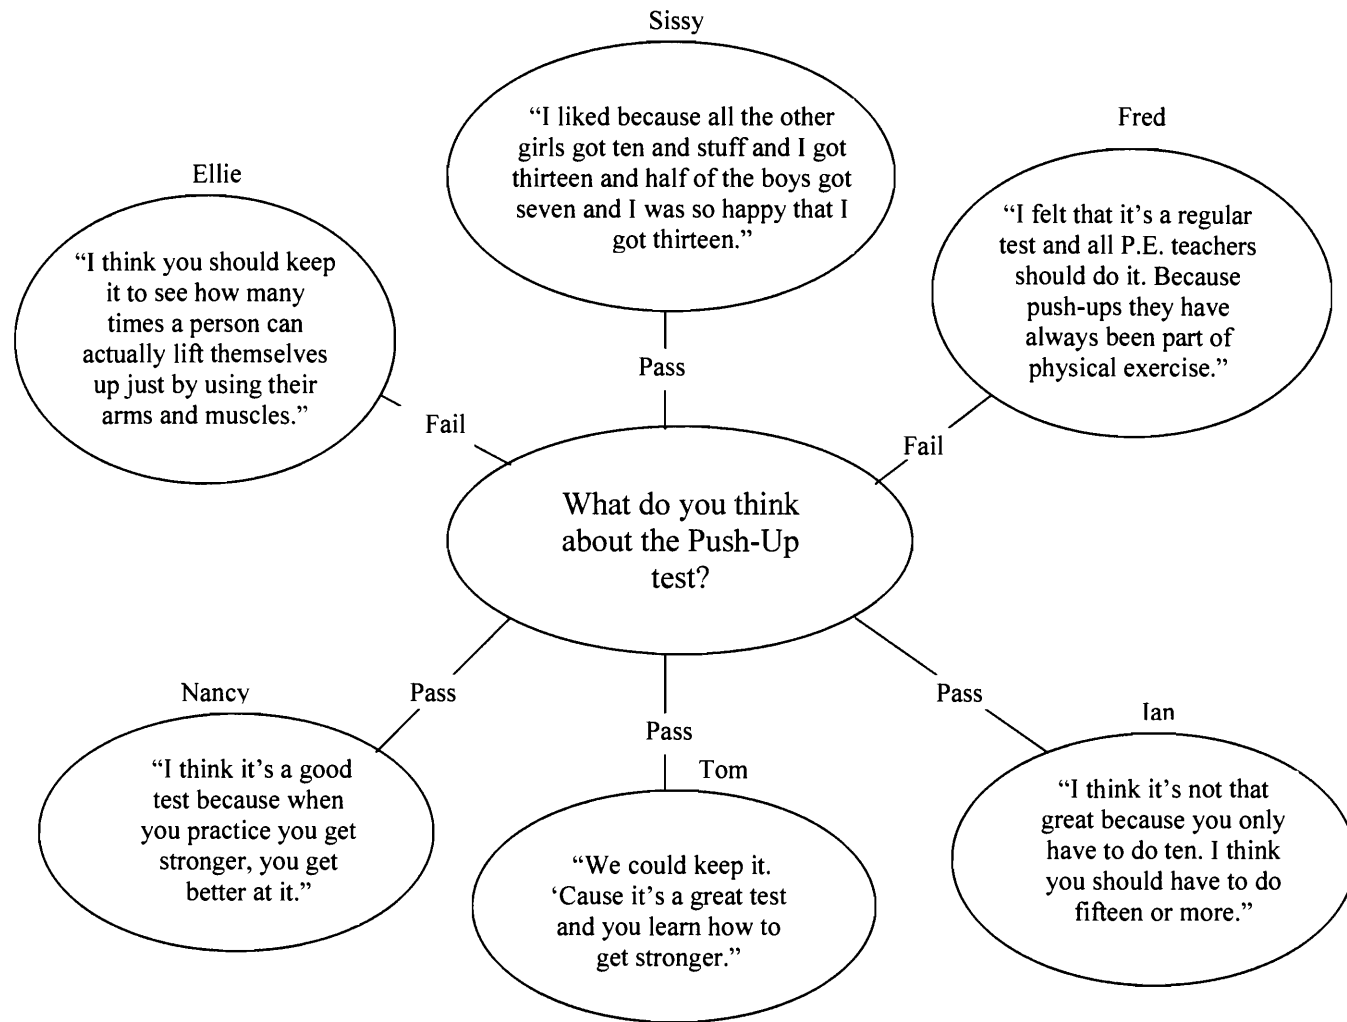 Sissy
“I liked because all the other
girls got ten and stuff and I got
thirteen and half of the boys got
seven and I was so happy that I
got thirteen.”
Fred
“I felt that it’s a regular
test and all P.E. teachers
should do it. Because
push-ups they have
always been part of
physical exercise.”
Ellie
“I think you should keep
it to see how many
times a person can
actually lift themselves
up just by using their
arms and muscles.”
Pass
Fail
Fail
What do you think
about the Push-Up
test?
Pass
Pass
Pass
Nancy
“I think it’s a good
test because when
you practice you get
stronger, you get
better at it.”
Tom
“We could keep it.
‘Cause it’s a great test
and you learn how to
get stronger.”
Ian
“I think it’s not that
great because you only
have to do ten. I think
you should have to do
fifteen or more.”